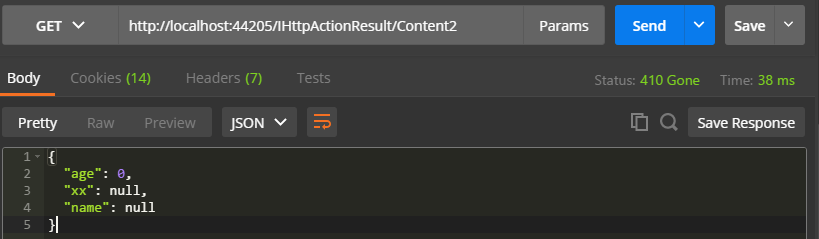 GET http://localhost:44205/IHttpActionResult/Content2 Params Send Save
Body Cookies (14) Headers (7) Tests Status: 410 Gone Time: 38 ms
Pretty Raw Preview JSON Save Response
1 {
2 "age": 0,
3 "xx": null,
4 "name": null
5 }